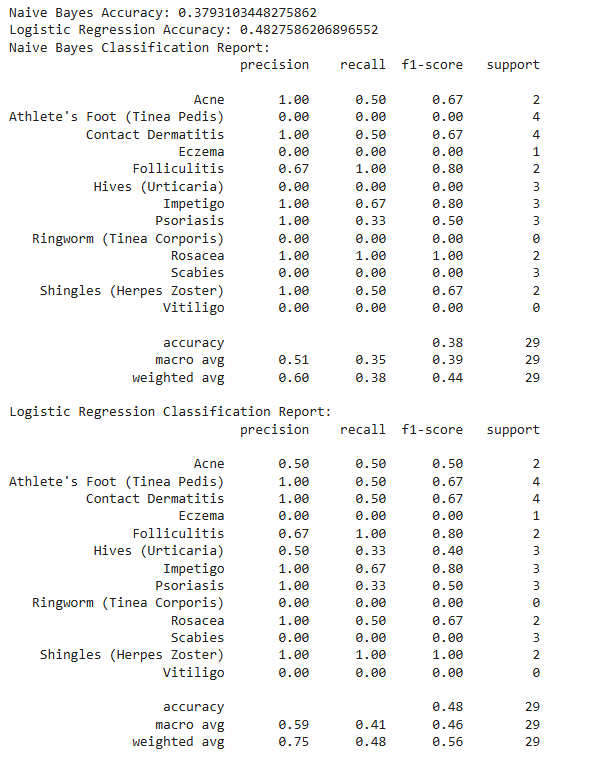 Naive Bayes Accuracy: 0.3793103448275862
Logistic Regression Accuracy: 0.4827586206896552
Naive Bayes Classification Report:
precision recall f1-score support
Acne 1.00 0.50 0.67 2
Athlete's Foot (Tinea Pedis) 0.00 0.00 0.00 4
Contact Dermatitis 1.00 0.50 0.67 4
Eczema 0.00 0.00 0.00 1
Folliculitis 0.67 1.00 0.80 2
Hives (Urticaria) 0.00 0.00 0.00 3
Impetigo 1.00 0.67 0.80 3
Psoriasis 1.00 0.33 0.50 3
Ringworm (Tinea Corporis) 0.00 0.00 0.00 0
Rosacea 1.00 1.00 1.00 2
Scabies 0.00 0.00 0.00 3
Shingles (Herpes Zoster) 1.00 0.50 0.67 2
Vitiligo 0.00 0.00 0.00 0
accuracy 0.38 29
macro avg 0.51 0.35 0.39 29
weighted avg 0.60 0.38 0.44 29
Logistic Regression Classification Report:
precision recall f1-score support
Acne 0.50 0.50 0.50 2
Athlete's Foot (Tinea Pedis) 1.00 0.50 0.67 4
Contact Dermatitis 1.00 0.50 0.67 4
Eczema 0.00 0.00 0.00 1
Folliculitis 0.67 1.00 0.80 2
Hives (Urticaria) 0.50 0.33 0.40 3
Impetigo 1.00 0.67 0.80 3
Psoriasis 1.00 0.33 0.50 3
Ringworm (Tinea Corporis) 0.00 0.00 0.00 0
Rosacea 1.00 0.50 0.67 2
Scabies 0.00 0.00 0.00 3
Shingles (Herpes Zoster) 1.00 1.00 1.00 2
Vitiligo 0.00 0.00 0.00 0
accuracy 0.48 29
macro avg 0.59 0.41 0.46 29
weighted avg 0.75 0.48 0.56 29